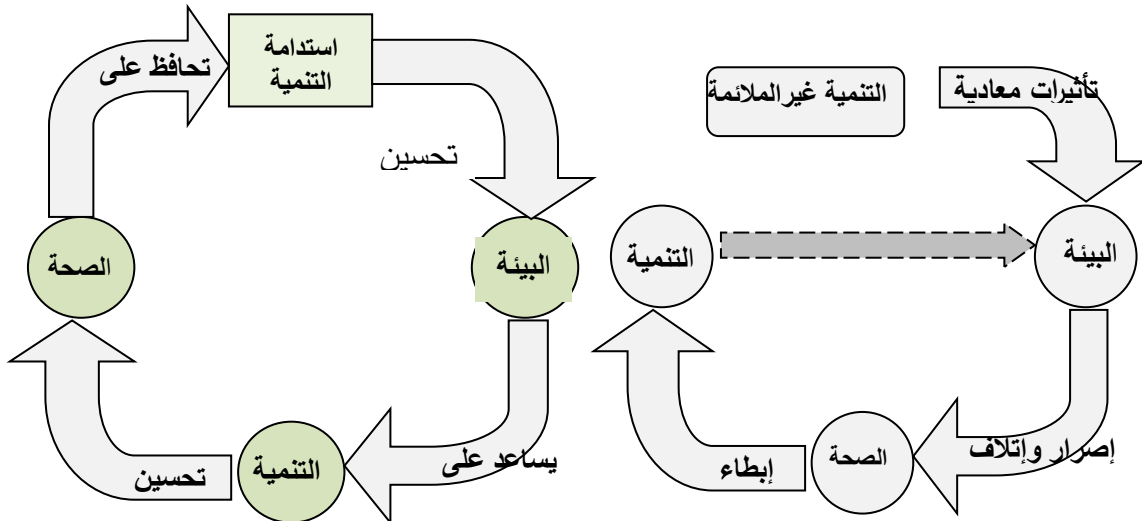 استدامة
التنمية
تحافظ على
تحسين
البيئة
الصحة
يساعد على
التنمية
تحسين
التنمية غيرالملائمة
تأثيرات معادية
البيئة
التنمية
إصرار وإتلاف
الصحة
إبطاء